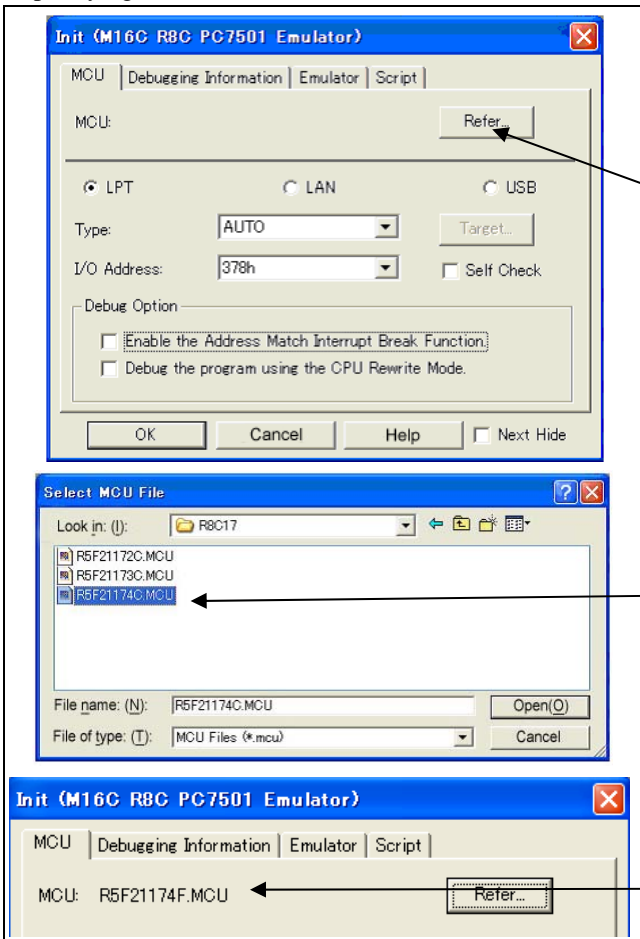 Init (M16C R8C PC7501 Emulator)
MCU Debugging Information Emulator Script
MCU: Refer...
LPT LAN USB
Type: AUTO Target...
I/O Address: 378h Self Check
Debug Option
Enable the Address Match Interrupt Break Function.
Debug the program using the CPU Rewrite Mode.
OK Cancel Help Next Hide
Select MCU File
Look in: (I): R8C17
R5F21172C.MCU
R5F21173C.MCU
R5F21174C.MCU
File name: (N): R5F21174C.MCU Open(O)
File of type: (T): MCU Files (*.mcu) Cancel
Init (M16C R8C PC7501 Emulator)
MCU Debugging Information Emulator Script
MCU: R5F21174F.MCU Refer...